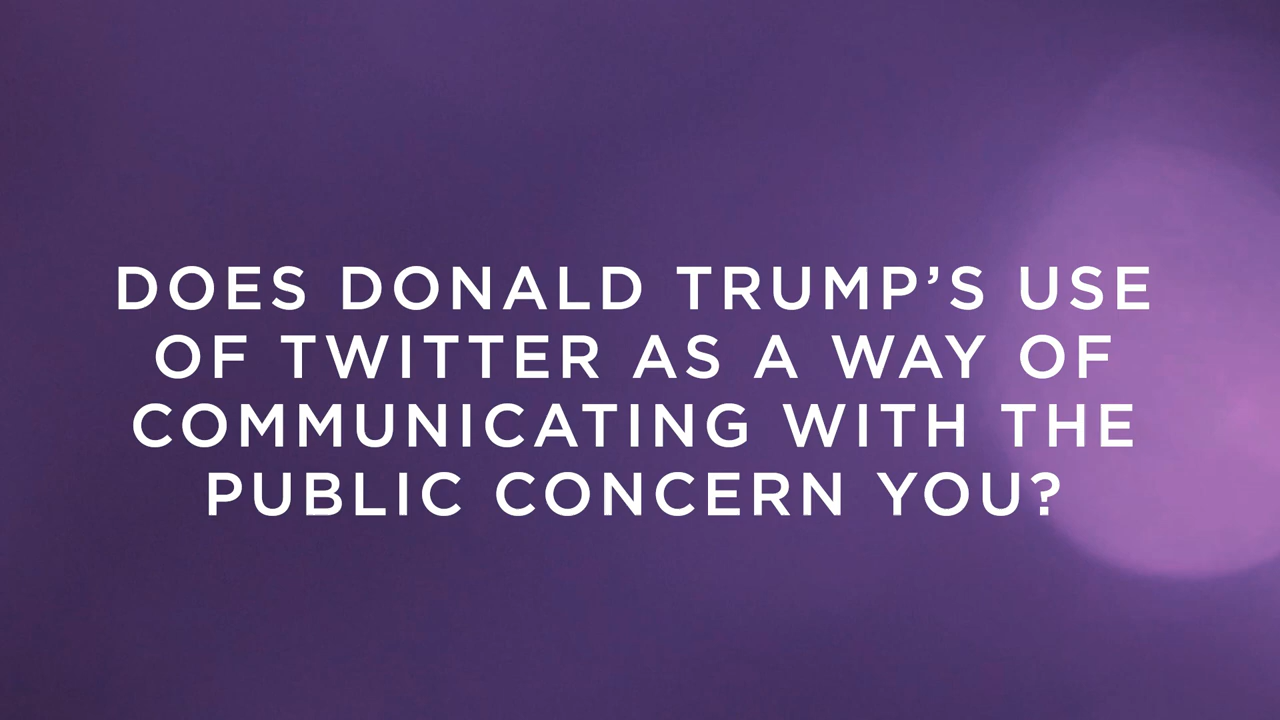 DOES DONALD TRUMP’S USE
OF TWITTER AS A WAY OF
COMMUNICATING WITH THE
PUBLIC CONCERN YOU?